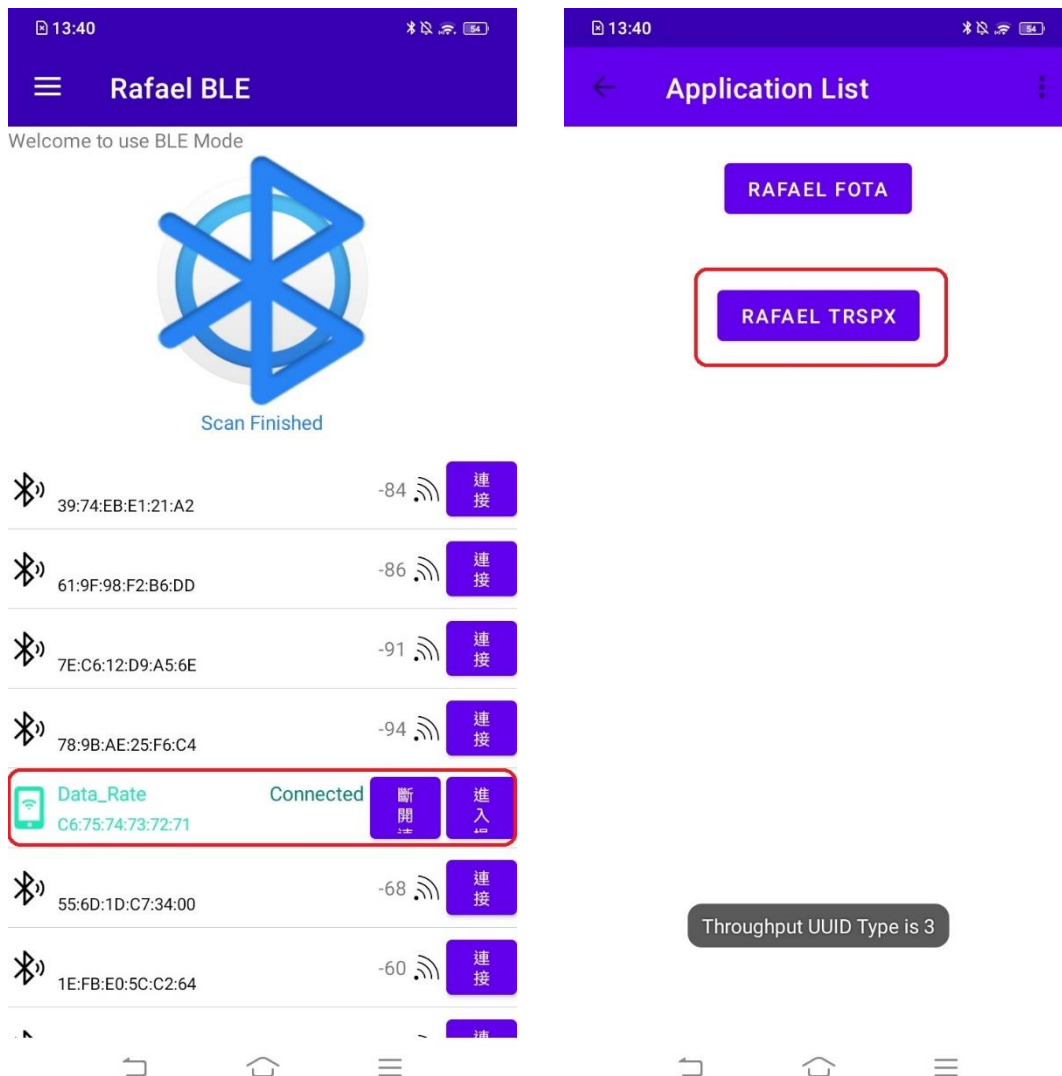 13:40
54
Rafael BLE
Welcome to use BLE Mode
Scan Finished
-84
連
接
39:74:EB:E1:21:A2
-86
連
接
61:9F:98:F2:B6:DD
-91
連
接
7E:C6:12:D9:A5:6E
-94
連
接
78:9B:AE:25:F6:C4
Data_Rate
Connected
C6:75:74:73:72:71
斷
開
進
入
-68
連
接
55:6D:1D:C7:34:00
-60
連
接
1E:FB:E0:5C:C2:64
13:40
54
Application List
RAFAEL FOTA
RAFAEL TRSPX
Throughput UUID Type is 3